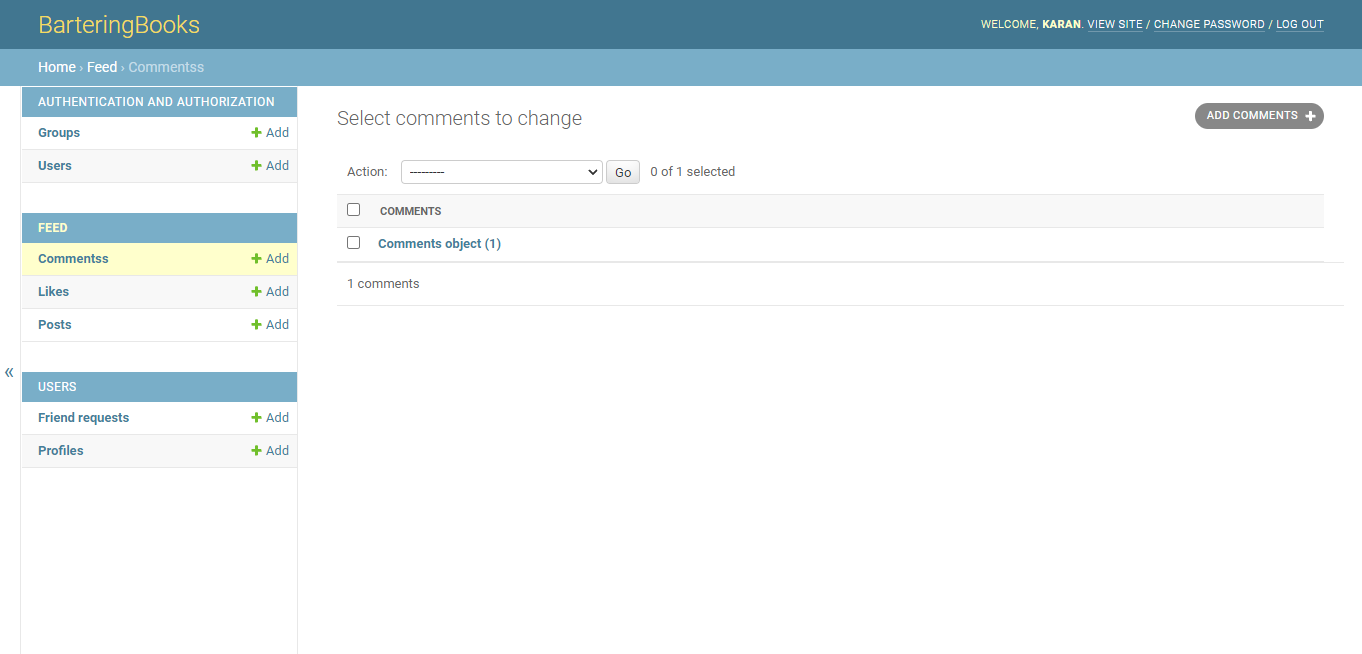 BarteringBooks
WELCOME, KARAN. VIEW SITE / CHANGE PASSWORD / LOG OUT
Home › Feed › Commentss
AUTHENTICATION AND AUTHORIZATION
Groups + Add
Users + Add
FEED
Commentss + Add
Likes + Add
Posts + Add
USERS
Friend requests + Add
Profiles + Add
«
Select comments to change
ADD COMMENTS +
Action: --------- Go 0 of 1 selected
COMMENTS
Comments object (1)
1 comments